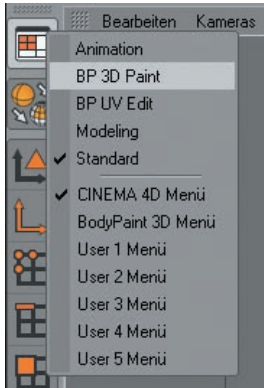 Bearbeiten Kameras
Animation
BP 3D Paint
BP UV Edit
Modeling
Standard
CINEMA 4D Menü
BodyPaint 3D Menü
User 1 Menü
User 2 Menü
User 3 Menü
User 4 Menü
User 5 Menü